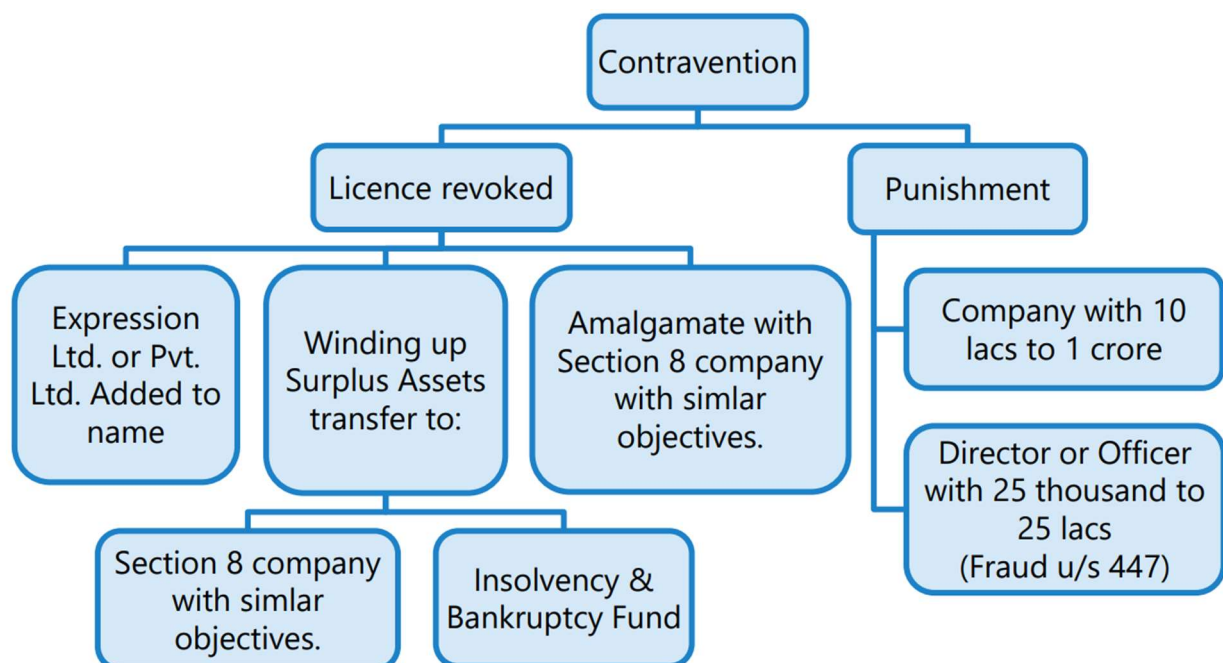 Contravention
Licence revoked
Punishment
Expression
Ltd. or Pvt.
Ltd. Added to
name
Winding up
Surplus Assets
transfer to:
Amalgamate with
Section 8 company
with simlar
objectives.
Company with 10
lacs to 1 crore
Director or Officer
with 25 thousand to
25 lacs
(Fraud u/s 447)
Section 8 company
with simlar
objectives.
Insolvency &
Bankruptcy Fund